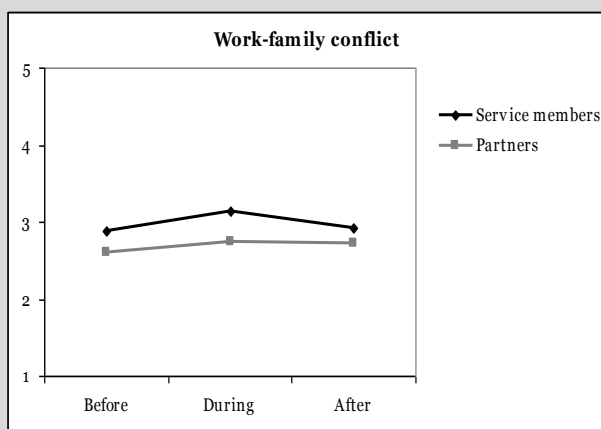 Work-family conflict
5
4
3
2
1
Before During After
Service members
Partners